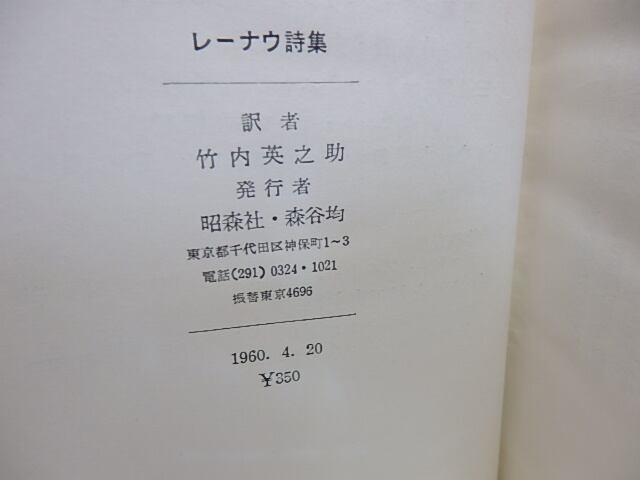 レーナウ詩集
訳者
竹内英之助
発行者
昭森社・森谷均
東京都千代田区神保町1~3
電話(291) 0324・1021
振替東京4696
1960. 4. 20
¥350